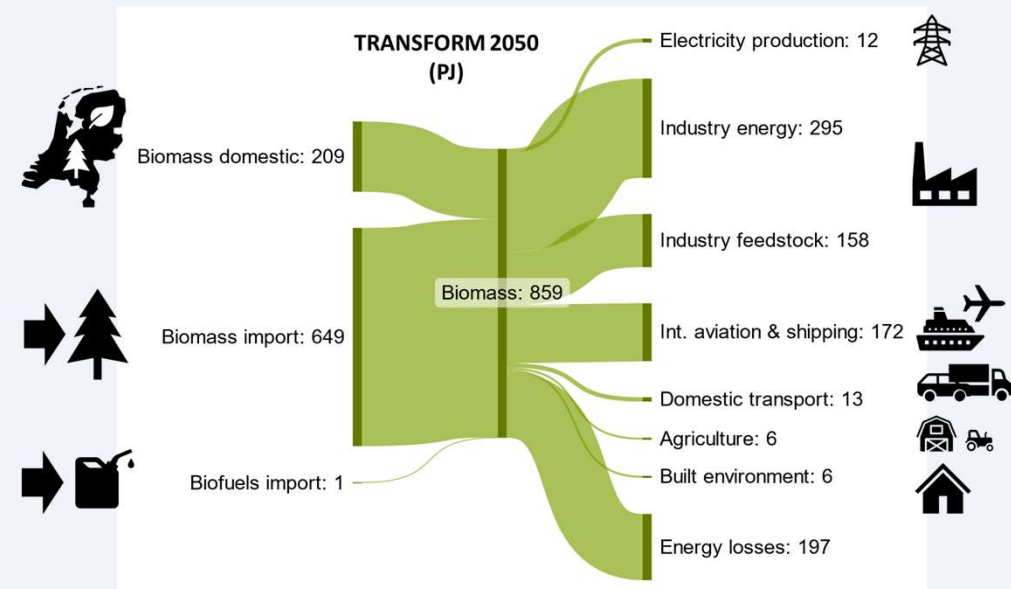 TRANSFORM 2050
(PJ)
Biomass domestic: 209
Biomass import: 649
Biofuels import: 1
Biomass: 859
Electricity production: 12
Industry energy: 295
Industry feedstock: 158
Int. aviation & shipping: 172
Domestic transport: 13
Agriculture: 6
Built environment: 6
Energy losses: 197